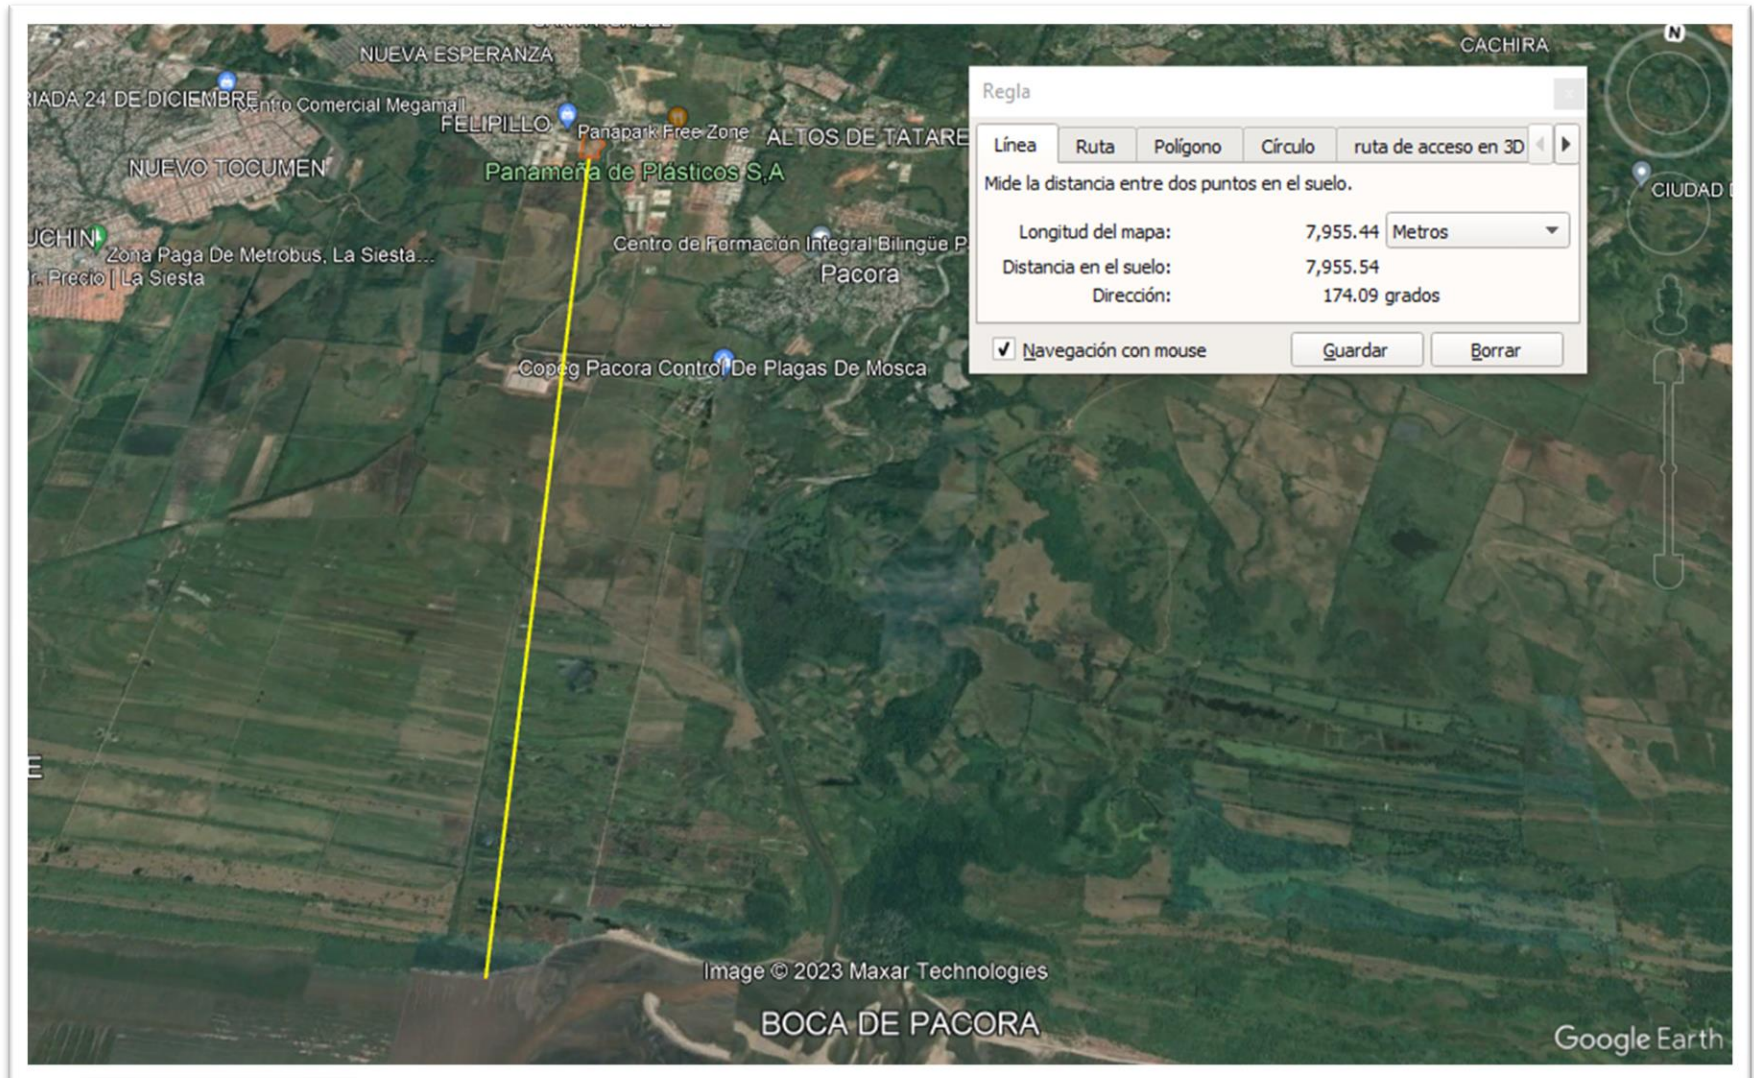 NUEVA ESPERANZA
CACHIRA
RIADA 24 DE DICIEMBRE
Centro Comercial Megamall
FELIPILLO
Panapark Free Zone
ALTOS DE TATARE
NUEVO TOCUMEN
Panameña de Plásticos S,A
CIUDAD
UCHIN
Zona Paga De Metrobus, La Siesta...
r. Precio | La Siesta
Centro de Formación Integral Bilingüe P
Pacora
Copeg Pacora Control De Plagas De Mosca
E
Regla
Línea
Ruta
Polígono
Círculo
ruta de acceso en 3D
Mide la distancia entre dos puntos en el suelo.
Longitud del mapa: 7,955.44 Metros
Distancia en el suelo: 7,955.54
Dirección: 174.09 grados
Navegación con mouse
Guardar
Borrar
N
Image © 2023 Maxar Technologies
BOCA DE PACORA
Google Earth